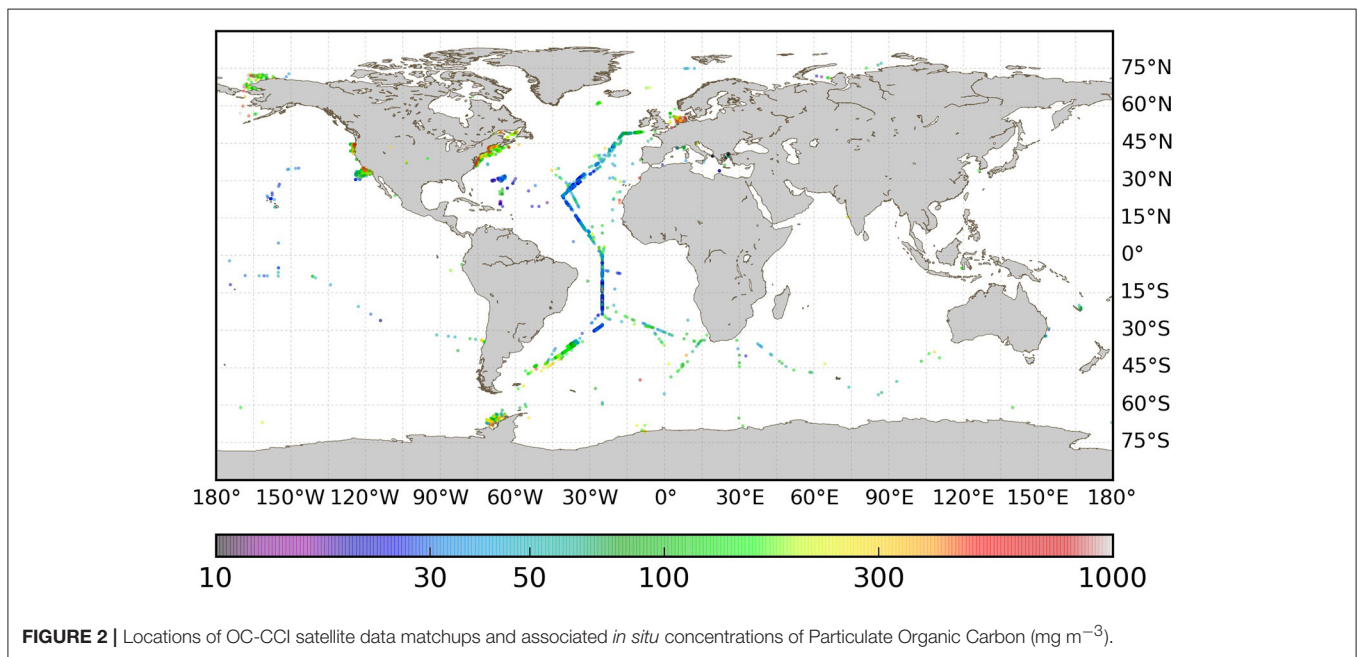 75°N
60°N
45°N
30°N
15°N
0°
15°S
30°S
45°S
60°S
75°S
180° 150°W 120°W 90°W 60°W 30°W 0° 30°E 60°E 90°E 120°E 150°E 180°
10 30 50 100 300 1000
FIGURE 2 | Locations of OC-CCI satellite data matchups and associated in situ concentrations of Particulate Organic Carbon (mg m−3).